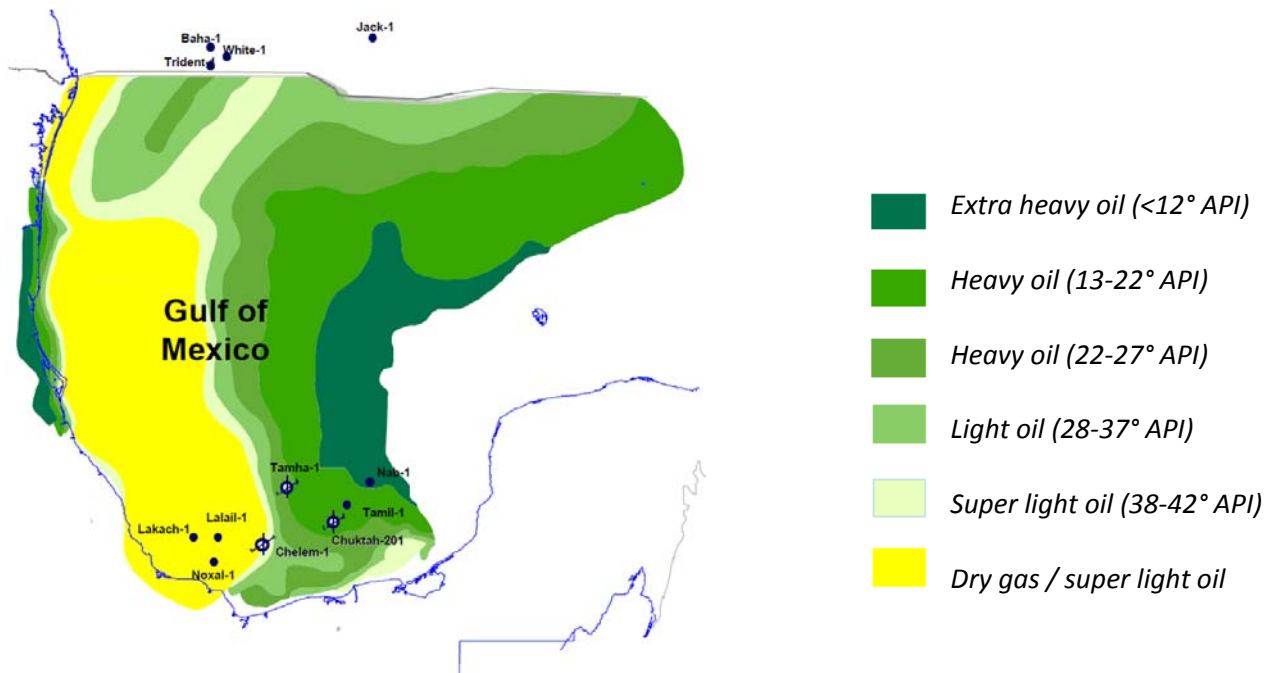 Jack-1
Baha-1
White-1
Trident-1
Gulf of
Mexico
Tamha-1
Nab-1
Tamil-1
Lakach-1
Lalail-1
Chuktah-201
Chelem-1
Noxal-1
Extra heavy oil (<12° API)
Heavy oil (13-22° API)
Heavy oil (22-27° API)
Light oil (28-37° API)
Super light oil (38-42° API)
Dry gas / super light oil